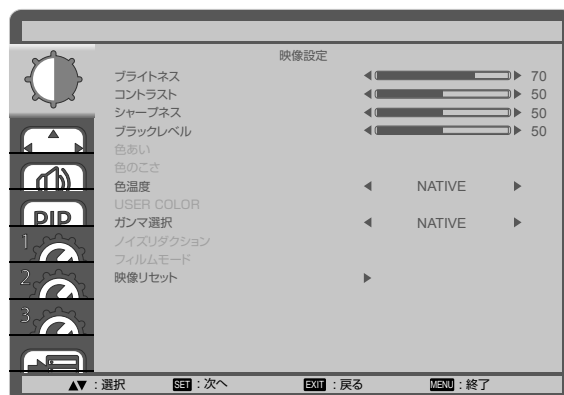 映像設定
ブライトネス 70
コントラスト 50
シャープネス 50
ブラックレベル 50
色あい
色のこさ
色温度 NATIVE
USER COLOR
ガンマ選択 NATIVE
ノイズリダクション
フィルムモード
映像リセット
PIP
1
2
3
▲▼ : 選択 SET : 次へ EXIT : 戻る MENU : 終了